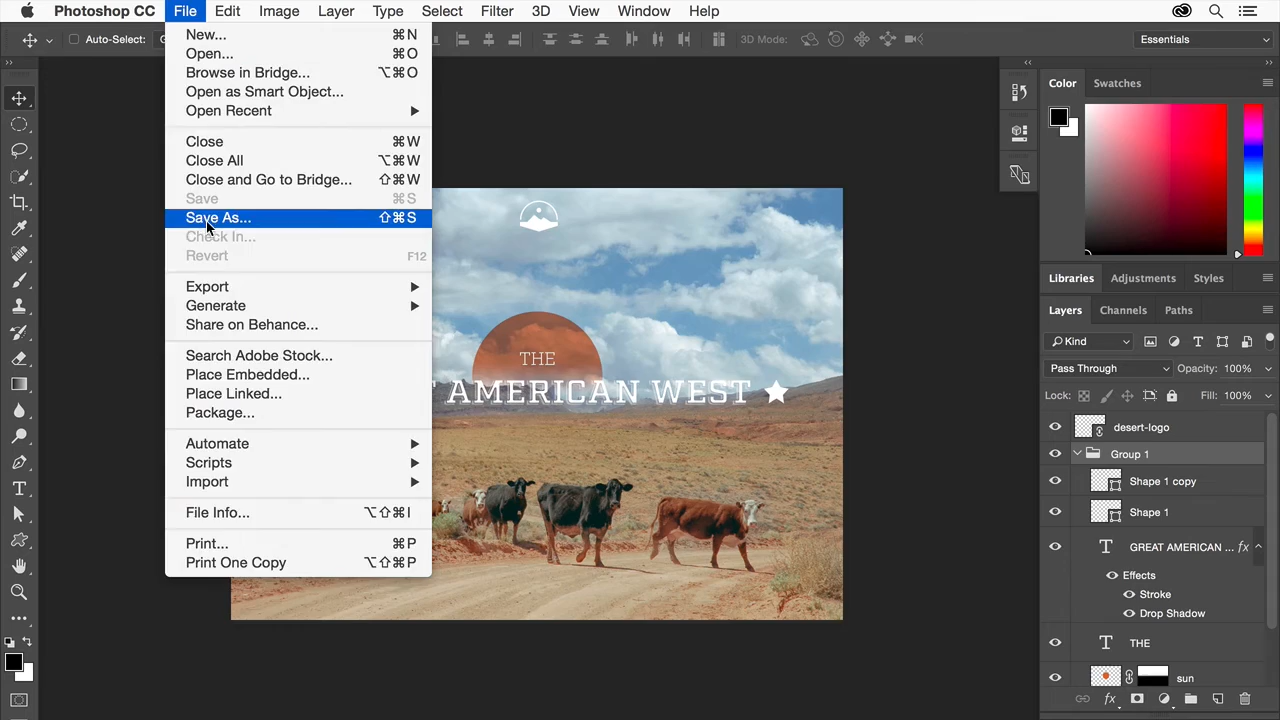 Photoshop CC File Edit Image Layer Type Select Filter 3D View Window Help
Auto-Select:
3D Mode:
Essentials
New... ⌘N
Open... ⌘O
Browse in Bridge... ⌥⌘O
Open as Smart Object...
Open Recent
Close ⌘W
Close All ⌥⌘W
Close and Go to Bridge... ⇧⌘W
Save ⌘S
Save As... ⇧⌘S
Check In...
Revert F12
Export
Generate
Share on Behance...
Search Adobe Stock...
Place Embedded...
Place Linked...
Package...
Automate
Scripts
Import
File Info... ⌥⇧⌘I
Print... ⌘P
Print One Copy ⌥⇧⌘P
THE
AMERICAN WEST
Color Swatches
Libraries Adjustments Styles
Layers Channels Paths
Kind
Pass Through Opacity: 100%
Lock: Fill: 100%
desert-logo
Group 1
Shape 1 copy
Shape 1
T GREAT AMERICAN ... fx
Effects
Stroke
Drop Shadow
T THE
sun
fx